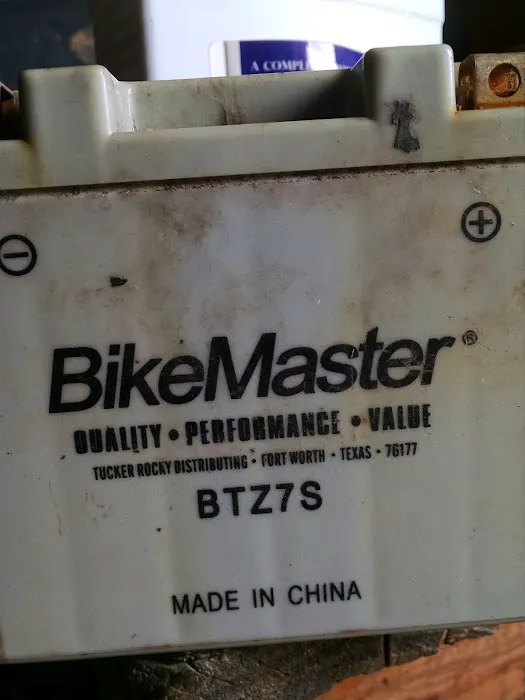 A COMPL
−
+
BikeMaster®
QUALITY • PERFORMANCE • VALUE
TUCKER ROCKY DISTRIBUTING • FORT WORTH • TEXAS • 76177
BTZ7S
MADE IN CHINA